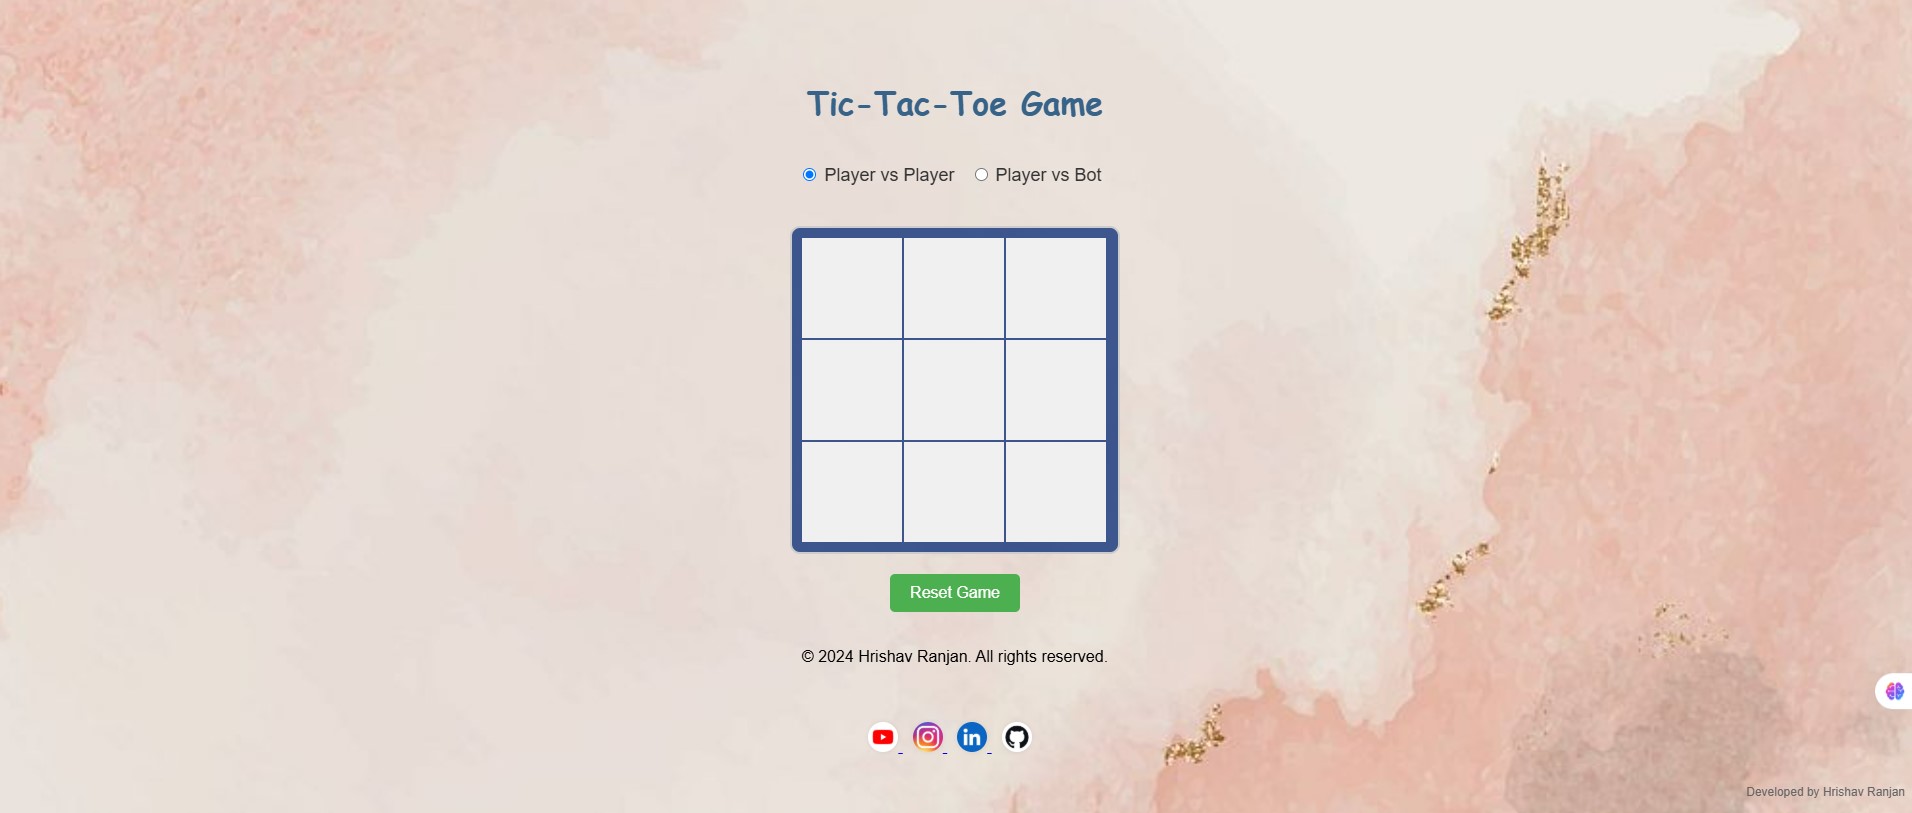 Tic-Tac-Toe Game
Player vs Player Player vs Bot
Reset Game
© 2024 Hrishav Ranjan. All rights reserved.
in
Developed by Hrishav Ranjan